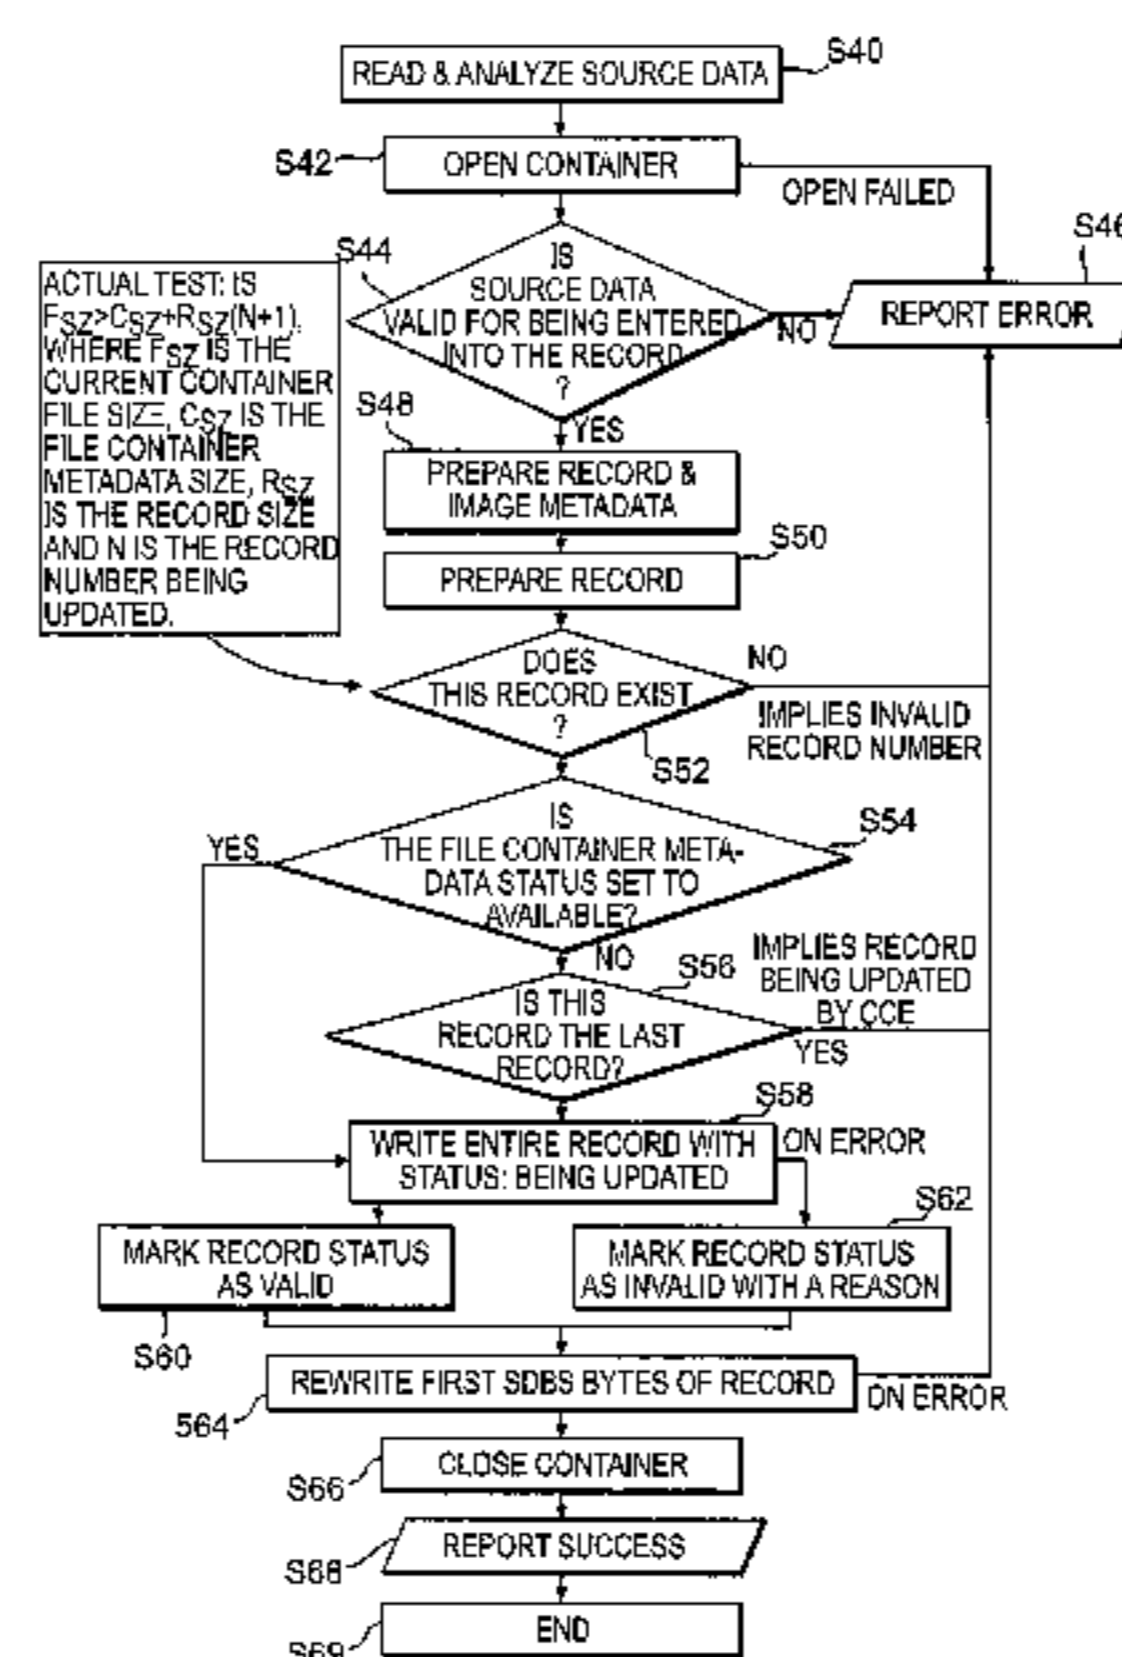 READ & ANALYZE SOURCE DATA
S40
S42
OPEN CONTAINER
OPEN FAILED
S44
IS
SOURCE DATA
VALID FOR BEING ENTERED
INTO THE RECORD
?
NO
S46
REPORT ERROR
ACTUAL TEST: IS
FSZ>CSZ+RSZ(N+1),
WHERE FSZ IS THE
CURRENT CONTAINER
FILE SIZE, CSZ IS THE
FILE CONTAINER
METADATA SIZE, RSZ
IS THE RECORD SIZE
AND N IS THE RECORD
NUMBER BEING
UPDATED.
YES
S48
PREPARE RECORD &
IMAGE METADATA
S50
PREPARE RECORD
DOES
THIS RECORD EXIST
?
NO
IMPLIES INVALID
RECORD NUMBER
S52
IS
THE FILE CONTAINER META-
DATA STATUS SET TO
AVAILABLE?
S54
YES
NO
S56
IS THIS
RECORD THE LAST
RECORD?
IMPLIES RECORD
BEING UPDATED
BY CCE
YES
S58
WRITE ENTIRE RECORD WITH
STATUS: BEING UPDATED
ON ERROR
MARK RECORD STATUS
AS VALID
S60
S62
MARK RECORD STATUS
AS INVALID WITH A REASON
REWRITE FIRST SDBS BYTES OF RECORD
564
ON ERROR
CLOSE CONTAINER
S66
REPORT SUCCESS
S68
END
S69